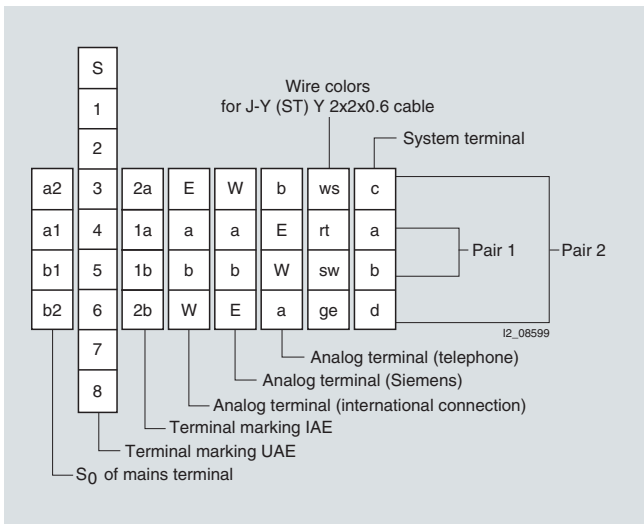 S
1
Wire colors
for J-Y (ST) Y 2x2x0.6 cable
2
System terminal
a2 3 2a E W b ws c
a1 4 1a a a E rt a
b1 5 1b b b W sw b
Pair 1
Pair 2
b2 6 2b W E a ge d
I2_08599
7
Analog terminal (telephone)
8
Analog terminal (Siemens)
Analog terminal (international connection)
Terminal marking IAE
Terminal marking UAE
S0 of mains terminal